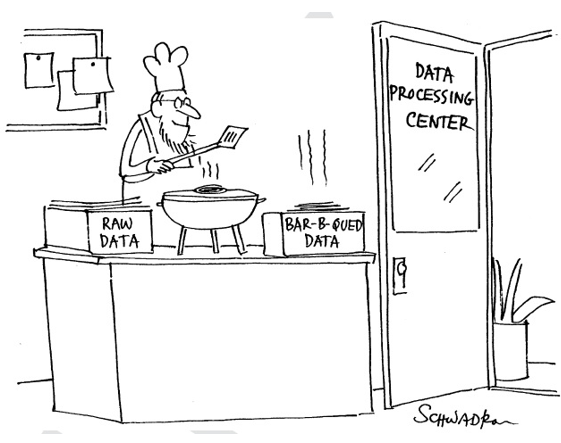 DATA
PROCESSING
CENTER
RAW
DATA
BAR-B-QUED
DATA
SCHWADRON